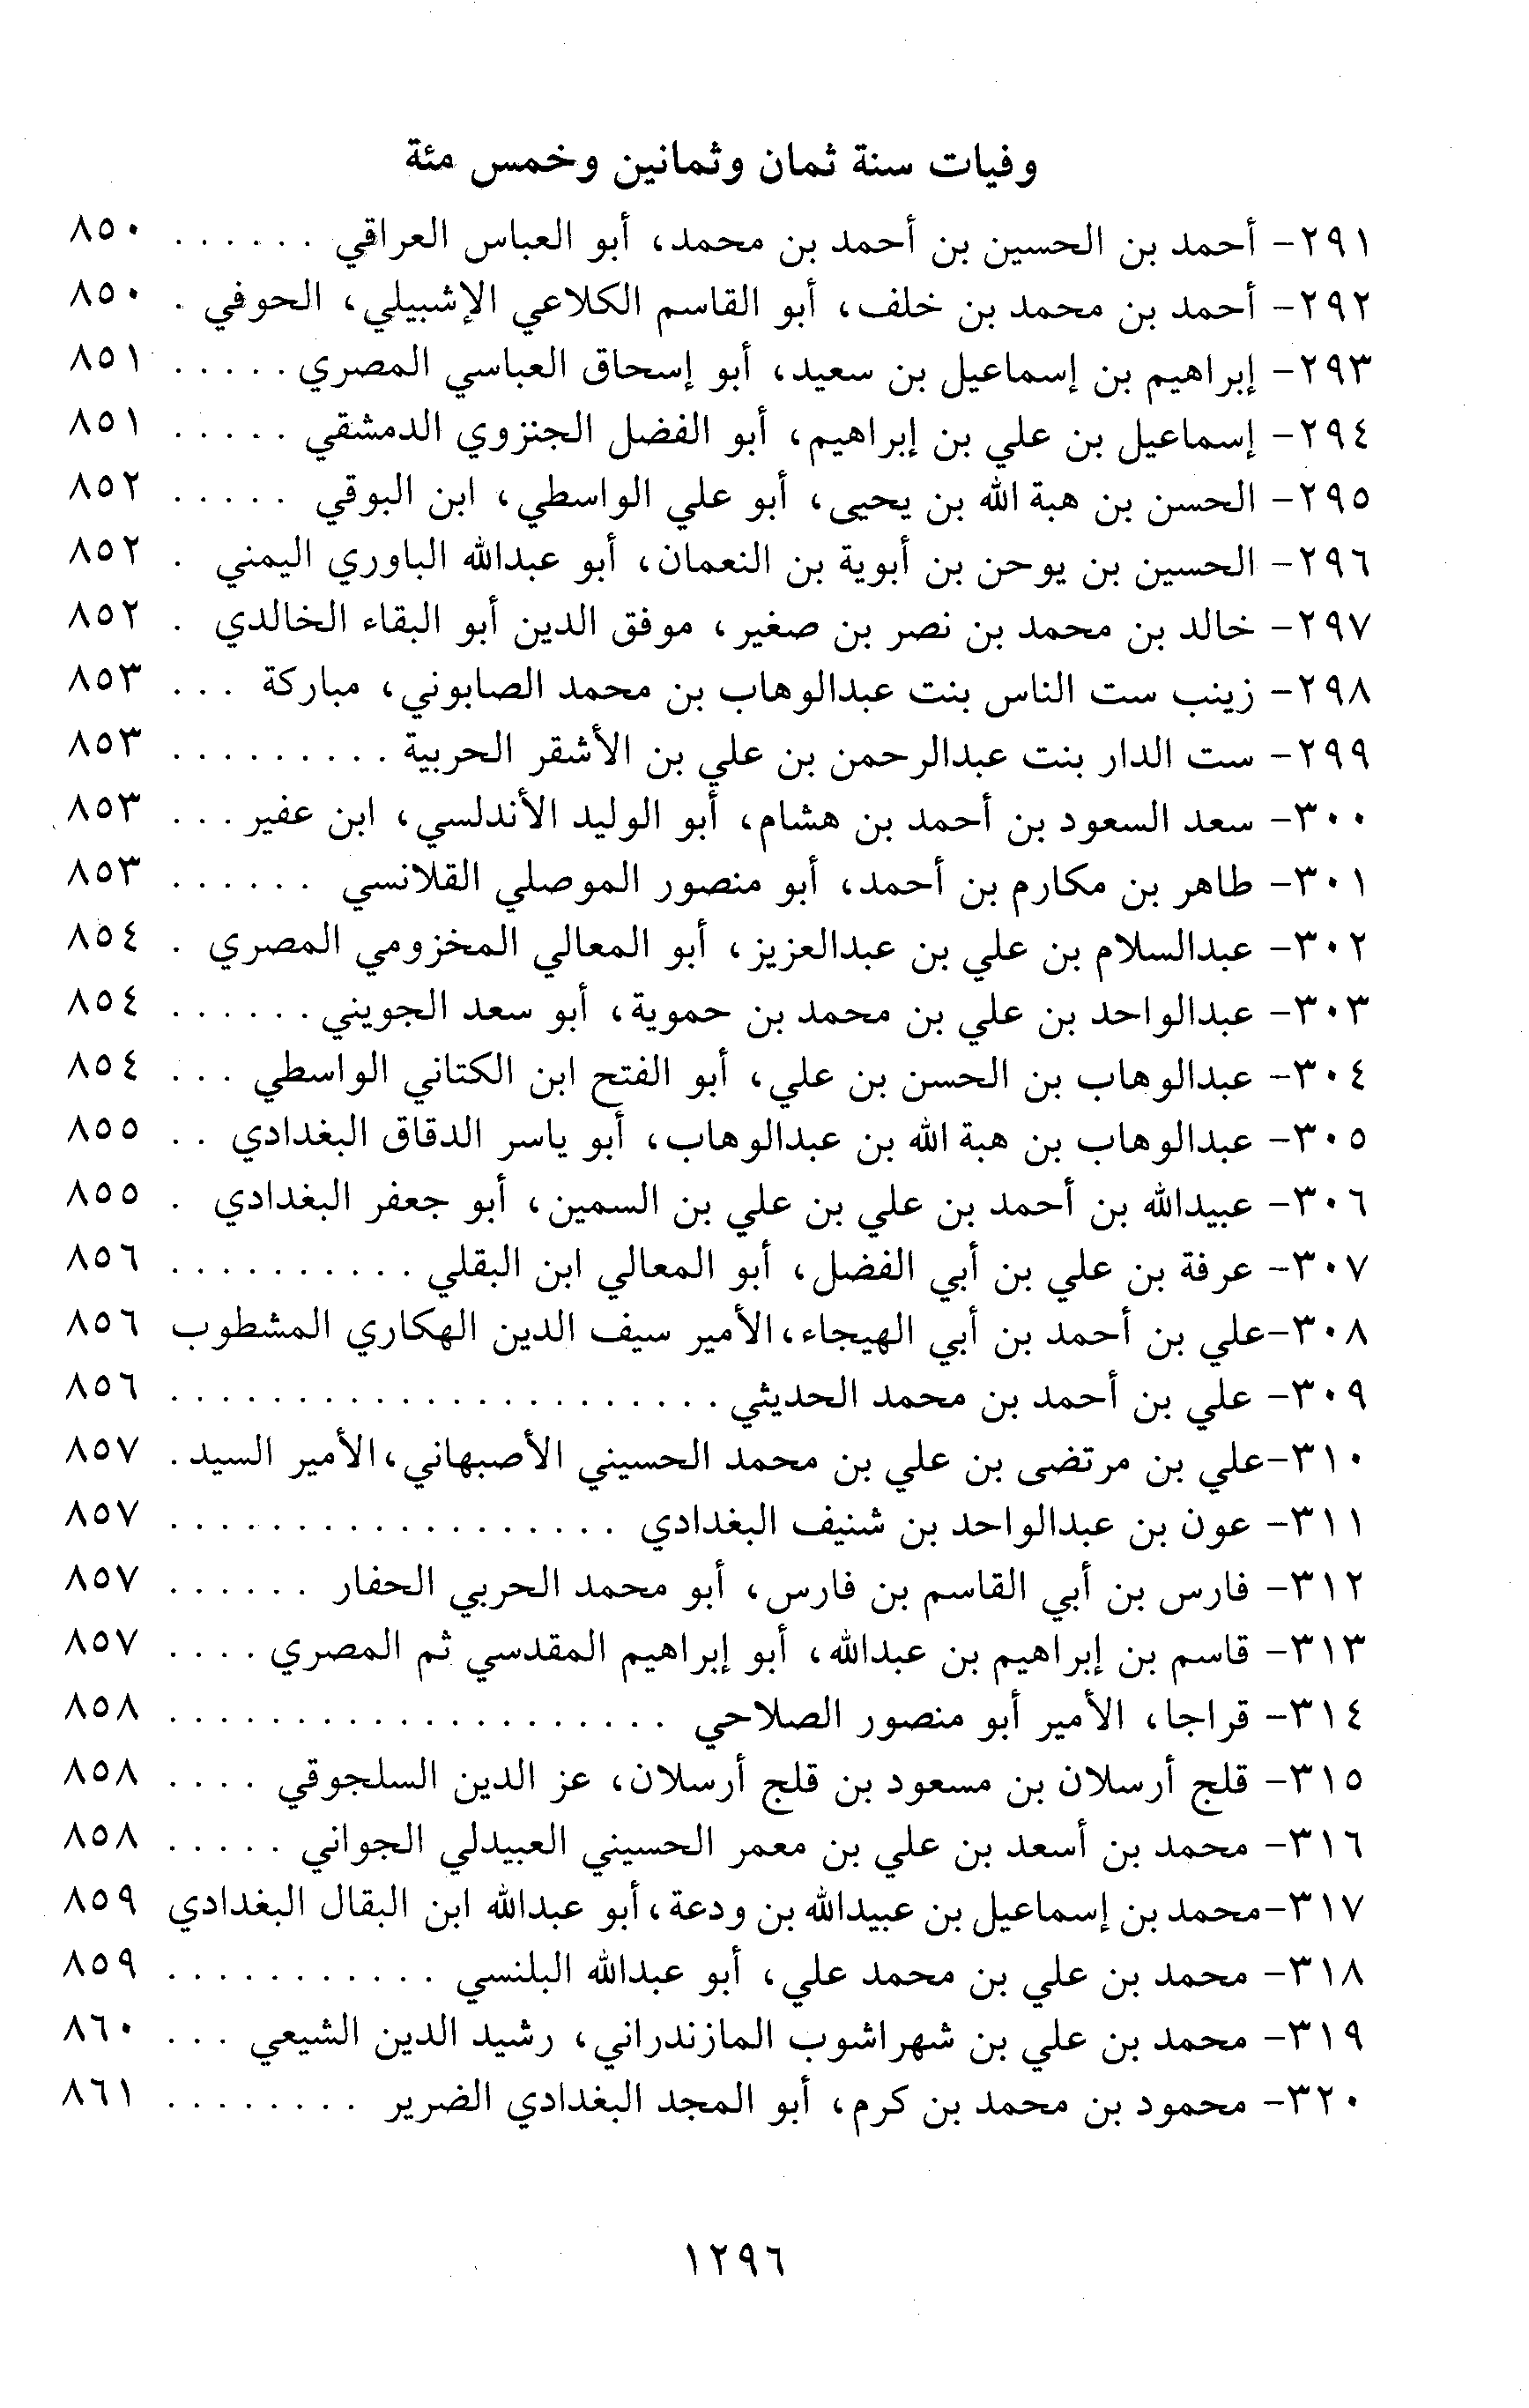 وفيات سنة ثمان وثمانين وخمس مئة
٢٩١- أحمد بن الحسين بن أحمد بن محمد، أبو العباس العراقي . . . . . . ٨٥٠
٢٩٢- أحمد بن محمد بن خلف، أبو القاسم الكلاعي الإشبيلي، الحوفي . ٨٥٠
٢٩٣- إبراهيم بن إسماعيل بن سعيد، أبو إسحاق العباسي المصري . . . . . ٨٥١
٢٩٤- إسماعيل بن علي بن إبراهيم، أبو الفضل الجنزوي الدمشقي . . . . . ٨٥١
٢٩٥- الحسن بن هبة الله بن يحيى، أبو علي الواسطي، ابن البوقي . . . . . ٨٥٢
٢٩٦- الحسين بن يوحن بن أبوية بن النعمان، أبو عبدالله الباوري اليمني . ٨٥٢
٢٩٧- خالد بن محمد بن نصر بن صغير، موفق الدين أبو البقاء الخالدي . ٨٥٢
٢٩٨- زينب ست الناس بنت عبدالوهاب بن محمد الصابوني، مباركة . . . ٨٥٣
٢٩٩- ست الدار بنت عبدالرحمن بن علي بن الأشقر الحربية . . . . . . . . . ٨٥٣
٣٠٠- سعد السعود بن أحمد بن هشام، أبو الوليد الأندلسي، ابن عفير . . . ٨٥٣
٣٠١- طاهر بن مكارم بن أحمد، أبو منصور الموصلي القلانسي . . . . . . ٨٥٣
٣٠٢- عبدالسلام بن علي بن عبدالعزيز، أبو المعالي المخزومي المصري . ٨٥٤
٣٠٣- عبدالواحد بن علي بن محمد بن حموية، أبو سعد الجويني . . . . . . ٨٥٤
٣٠٤- عبدالوهاب بن الحسن بن علي، أبو الفتح ابن الكتاني الواسطي . . . ٨٥٤
٣٠٥- عبدالوهاب بن هبة الله بن عبدالوهاب، أبو ياسر الدقاق البغدادي . . ٨٥٥
٣٠٦- عبيدالله بن أحمد بن علي بن علي بن السمين، أبو جعفر البغدادي . ٨٥٥
٣٠٧- عرفة بن علي بن أبي الفضل، أبو المعالي ابن البقلي . . . . . . . . . . ٨٥٦
٣٠٨-علي بن أحمد بن أبي الهيجاء،الأمير سيف الدين الهكاري المشطوب ٨٥٦
٣٠٩- علي بن أحمد بن محمد الحديثي . . . . . . . . . . . . . . . . . . . . . . ٨٥٦
٣١٠-علي بن مرتضى بن علي بن محمد الحسيني الأصبهاني،الأمير السيد . ٨٥٧
٣١١- عون بن عبدالواحد بن شنيف البغدادي . . . . . . . . . . . . . . . . . . ٨٥٧
٣١٢- فارس بن أبي القاسم بن فارس، أبو محمد الحربي الحفار . . . . . . ٨٥٧
٣١٣- قاسم بن إبراهيم بن عبدالله، أبو إبراهيم المقدسي ثم المصري . . . . ٨٥٧
٣١٤- قراجا، الأمير أبو منصور الصلاحي . . . . . . . . . . . . . . . . . . . . ٨٥٨
٣١٥- قلج أرسلان بن مسعود بن قلج أرسلان، عز الدين السلجوقي . . . . ٨٥٨
٣١٦- محمد بن أسعد بن علي بن معمر الحسيني العبيدلي الجواني . . . . . ٨٥٨
٣١٧-محمد بن إسماعيل بن عبيدالله بن ودعة،أبو عبدالله ابن البقال البغدادي ٨٥٩
٣١٨- محمد بن علي بن محمد علي، أبو عبدالله البلنسي . . . . . . . . . . . ٨٥٩
٣١٩- محمد بن علي بن شهراشوب المازندراني، رشيد الدين الشيعي . . . ٨٦٠
٣٢٠- محمود بن محمد بن كرم، أبو المجد البغدادي الضرير . . . . . . . . ٨٦١
١٢٩٦